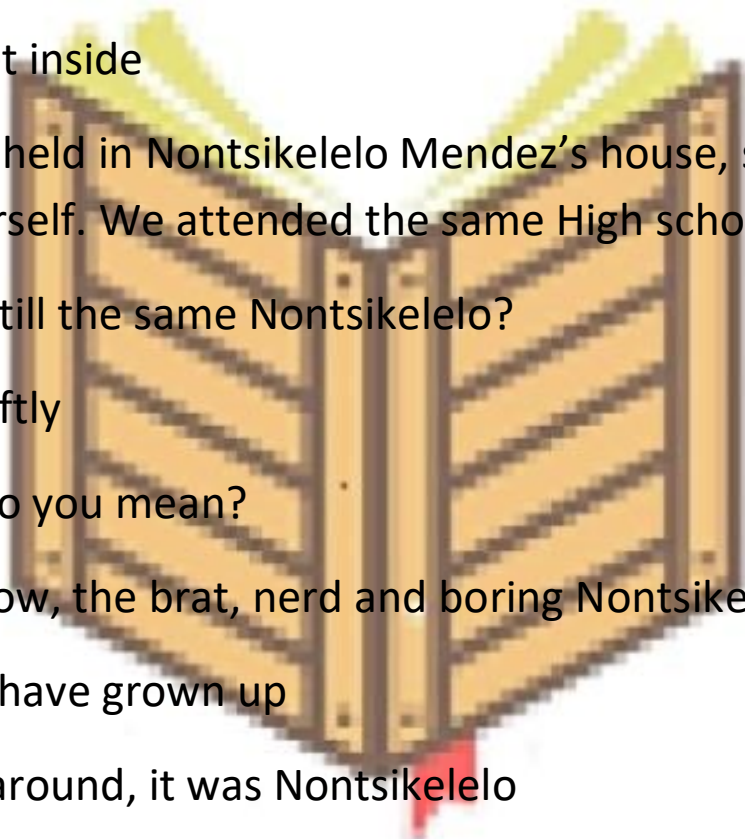 t inside
held in Nontsikelelo Mendez’s house, s
rself. We attended the same High scho
till the same Nontsikelelo?
ftly
o you mean?
ow, the brat, nerd and boring Nontsike
have grown up
around, it was Nontsikelelo